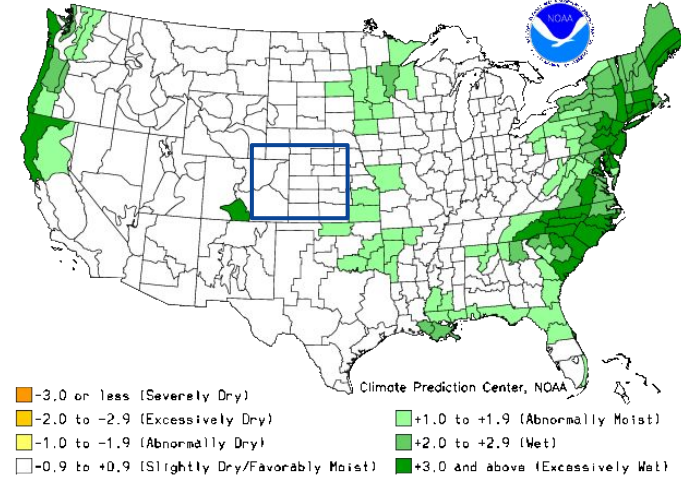 NOAA
Climate Prediction Center, NOAA
-3.0 or less (Severely Dry)
-2.0 to -2.9 (Excessively Dry)
-1.0 to -1.9 (Abnormally Dry)
-0.9 to +0.9 (Slightly Dry/Favorably Moist)
+1.0 to +1.9 (Abnormally Moist)
+2.0 to +2.9 (Wet)
+3.0 and above (Excessively Wet)